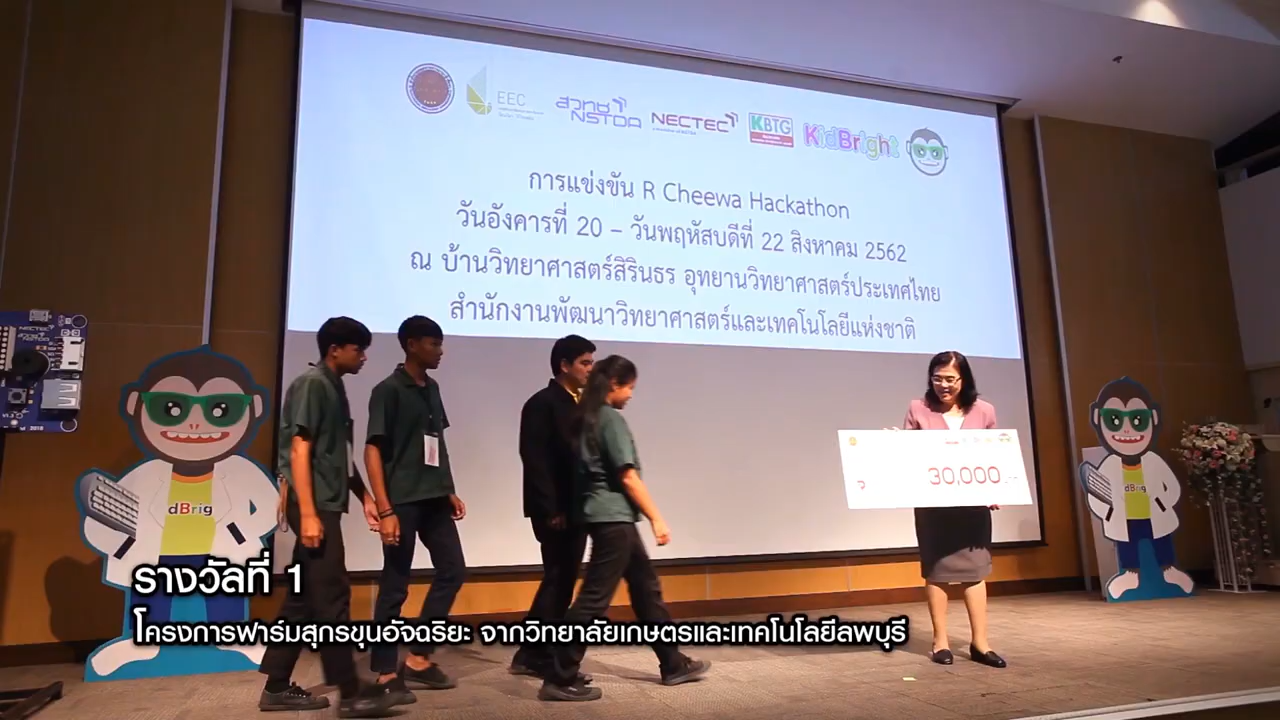 EEC
สวทช
NSTDA
NECTEC
KBTG
KidBright
การแข่งขัน R Cheewa Hackathon
วันอังคารที่ 20 – วันพฤหัสบดีที่ 22 สิงหาคม 2562
ณ บ้านวิทยาศาสตร์สิรินธร อุทยานวิทยาศาสตร์ประเทศไทย
สำนักงานพัฒนาวิทยาศาสตร์และเทคโนโลยีแห่งชาติ
NECTEC
สวทช
NSTDA
V1.3
2018
dBrig
30,000.-
dBrig
รางวัลที่ 1
โครงการฟาร์มสุกรขุนอัจฉริยะ จากวิทยาลัยเกษตรและเทคโนโลยีลพบุรี